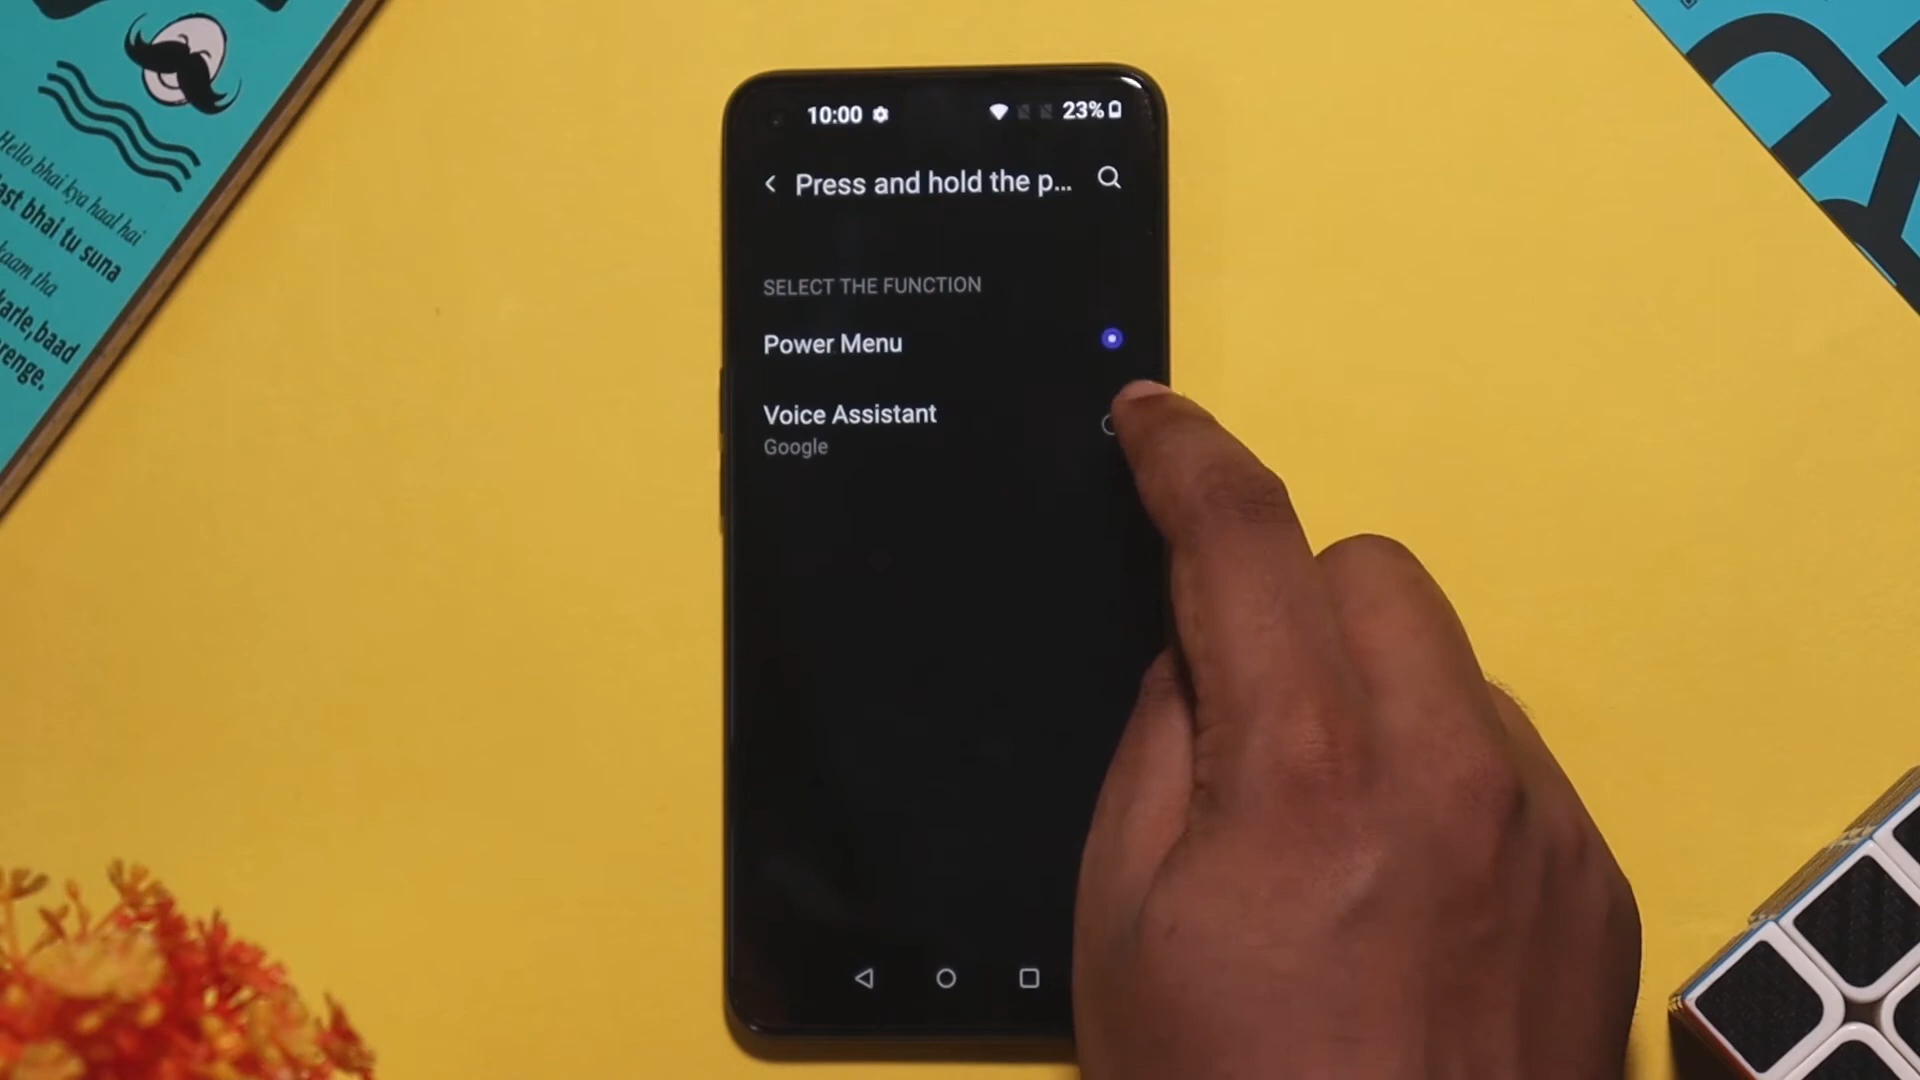 10:00
23%
Press and hold the p...
SELECT THE FUNCTION
Power Menu
Voice Assistant
Google
Hello bhai kya haal hai
ast bhai tu suna
kaam tha
karle, baad
renge.